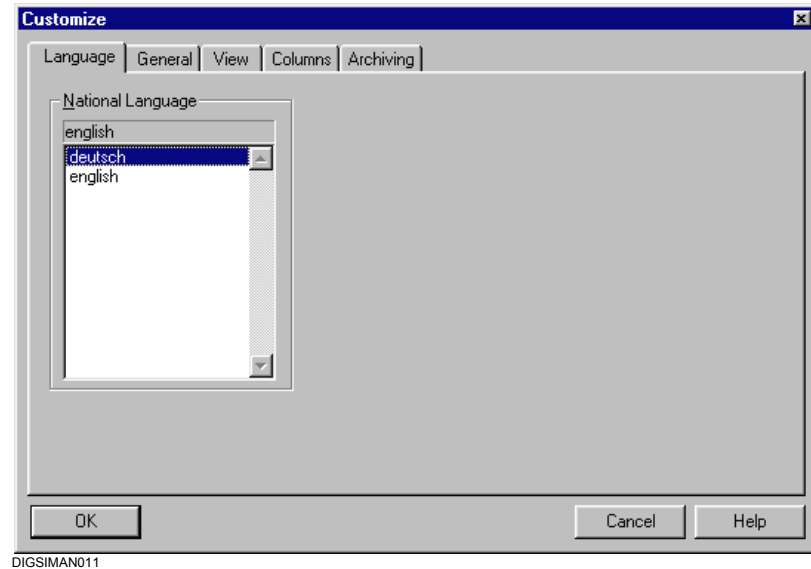 Customize
Language General View Columns Archiving
National Language
english
deutsch
english
OK Cancel Help
DIGSIMAN011